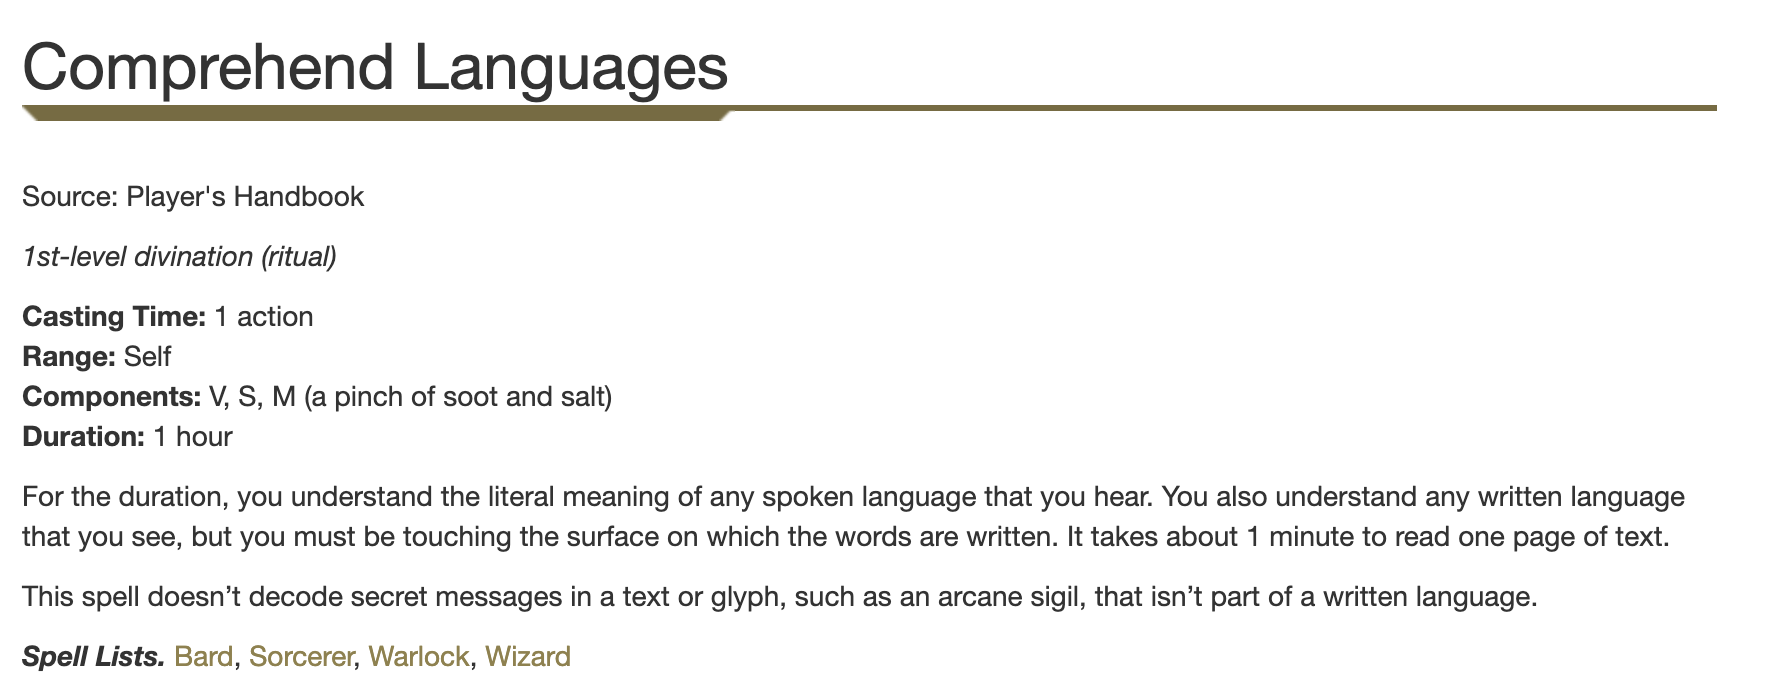 Comprehend Languages
Source: Player's Handbook
1st-level divination (ritual)
Casting Time: 1 action
Range: Self
Components: V, S, M (a pinch of soot and salt)
Duration: 1 hour
For the duration, you understand the literal meaning of any spoken language that you hear. You also understand any written language
that you see, but you must be touching the surface on which the words are written. It takes about 1 minute to read one page of text.
This spell doesn’t decode secret messages in a text or glyph, such as an arcane sigil, that isn’t part of a written language.
Spell Lists. Bard, Sorcerer, Warlock, Wizard